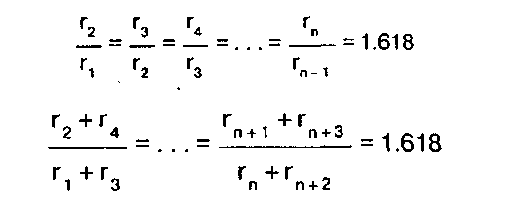 r₂/r₁ = r₃/r₂ = r₄/r₃ = . . . = rₙ/rₙ₋₁ = 1.618
(r₂ + r₄)/(r₁ + r₃) = . . . = (rₙ₊₁ + rₙ₊₃)/(rₙ + rₙ₊₂) = 1.618